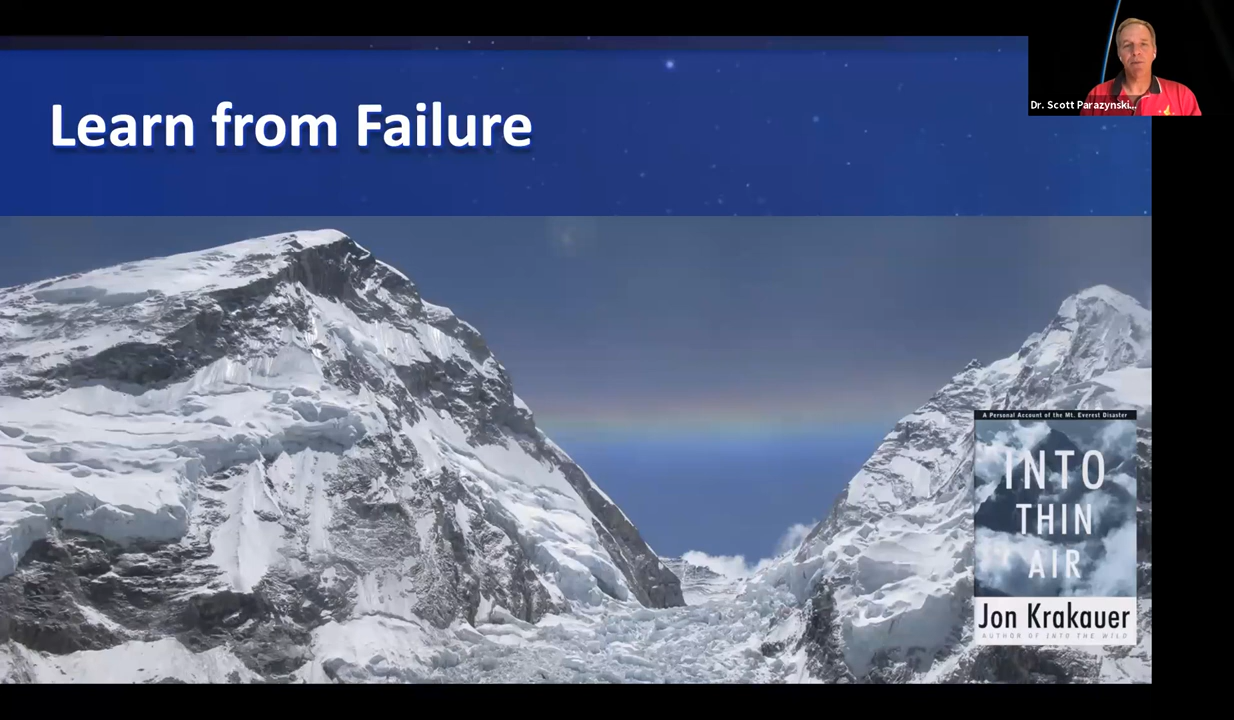 Learn from Failure
Dr. Scott Parazynski...
A Personal Account of the Mt. Everest Disaster
INTO
THIN
AIR
Jon Krakauer
AUTHOR OF INTO THE WILD